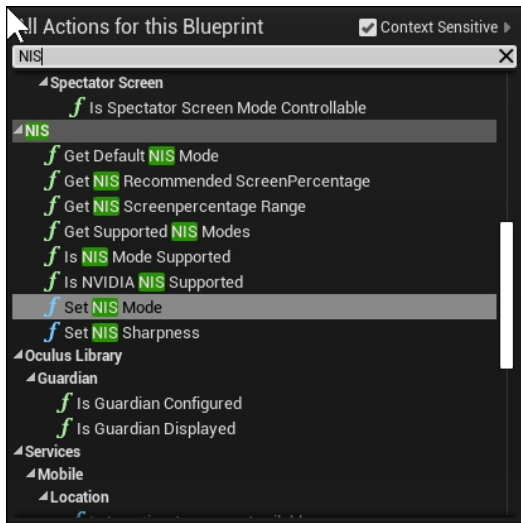 All Actions for this Blueprint
Context Sensitive
NIS
Spectator Screen
Is Spectator Screen Mode Controllable
NIS
Get Default NIS Mode
Get NIS Recommended ScreenPercentage
Get NIS Screenpercentage Range
Get Supported NIS Modes
Is NIS Mode Supported
Is NVIDIA NIS Supported
Set NIS Mode
Set NIS Sharpness
Oculus Library
Guardian
Is Guardian Configured
Is Guardian Displayed
Services
Mobile
Location